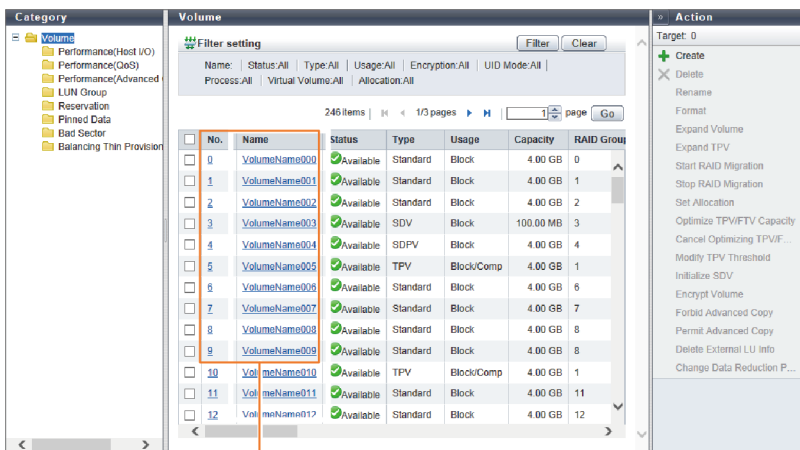 Category
Volume
Performance(Host I/O)
Performance(QoS)
Performance(Advanced
LUN Group
Reservation
Pinned Data
Bad Sector
Balancing Thin Provision
Volume
Filter setting
Filter Clear
Name: | Status:All | Type:All | Usage:All | Encryption:All | UID Mode:All |
Process:All | Virtual Volume:All | Allocation:All
246 items | 1/3 pages | 1 page Go
No. Name Status Type Usage Capacity RAID Group
0 VolumeName000 Available Standard Block 4.00 GB 0
1 VolumeName001 Available Standard Block 4.00 GB 1
2 VolumeName002 Available Standard Block 4.00 GB 2
3 VolumeName003 Available SDV Block 100.00 MB 3
4 VolumeName004 Available SDPV Block 4.00 GB 4
5 VolumeName005 Available TPV Block/Comp 4.00 GB 1
6 VolumeName006 Available Standard Block 4.00 GB 6
7 VolumeName007 Available Standard Block 4.00 GB 7
8 VolumeName008 Available Standard Block 4.00 GB 8
9 VolumeName009 Available Standard Block 4.00 GB 8
10 VolumeName010 Available TPV Block/Comp 4.00 GB 1
11 VolumeName011 Available Standard Block 4.00 GB 11
12 VolumeName012 Available Standard Block 4.00 GB 12
» Action
Target: 0
Create
Delete
Rename
Format
Expand Volume
Expand TPV
Start RAID Migration
Stop RAID Migration
Set Allocation
Optimize TPV/FTV Capacity
Cancel Optimizing TPV/F...
Modify TPV Threshold
Initialize SDV
Encrypt Volume
Forbid Advanced Copy
Permit Advanced Copy
Delete External LU Info
Change Data Reduction P...